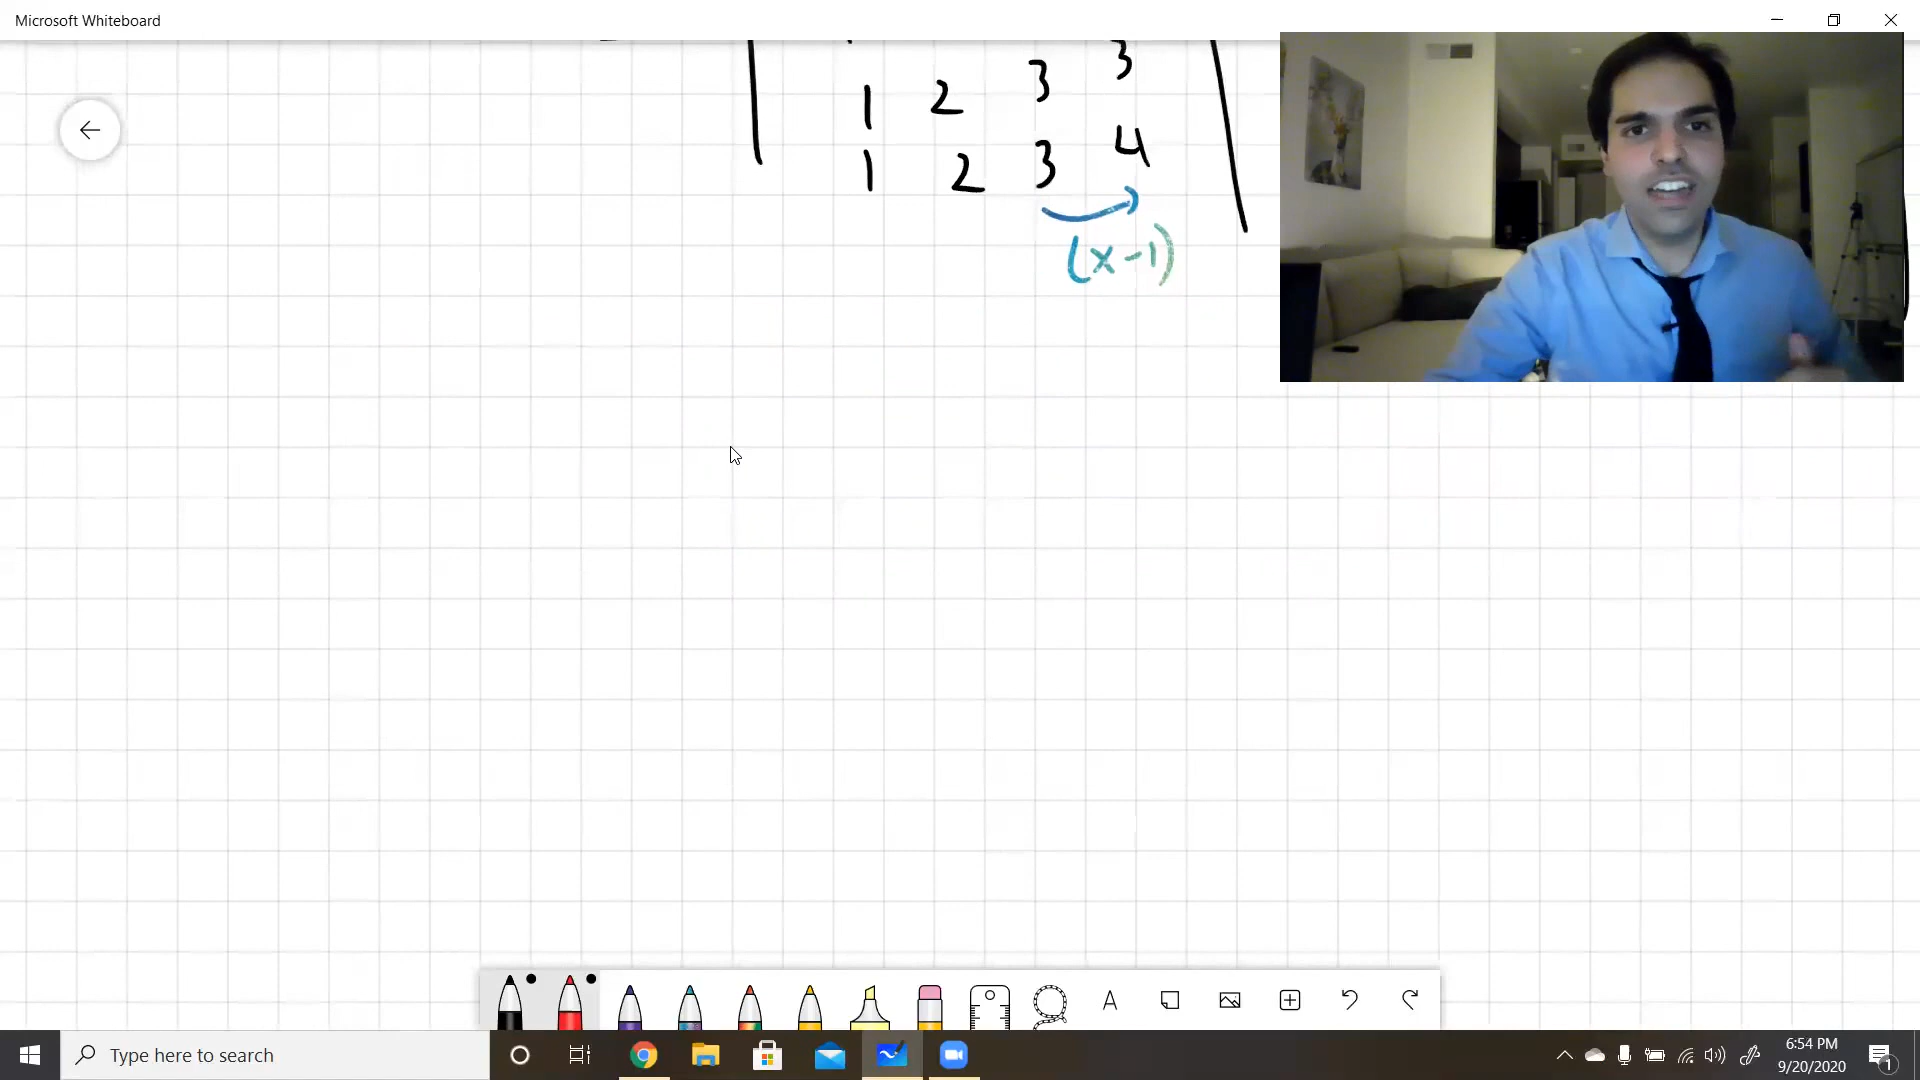 Microsoft Whiteboard
3
1 2 3
1 2 3 4
(x-1)
A
Type here to search
6:54 PM
9/20/2020
1